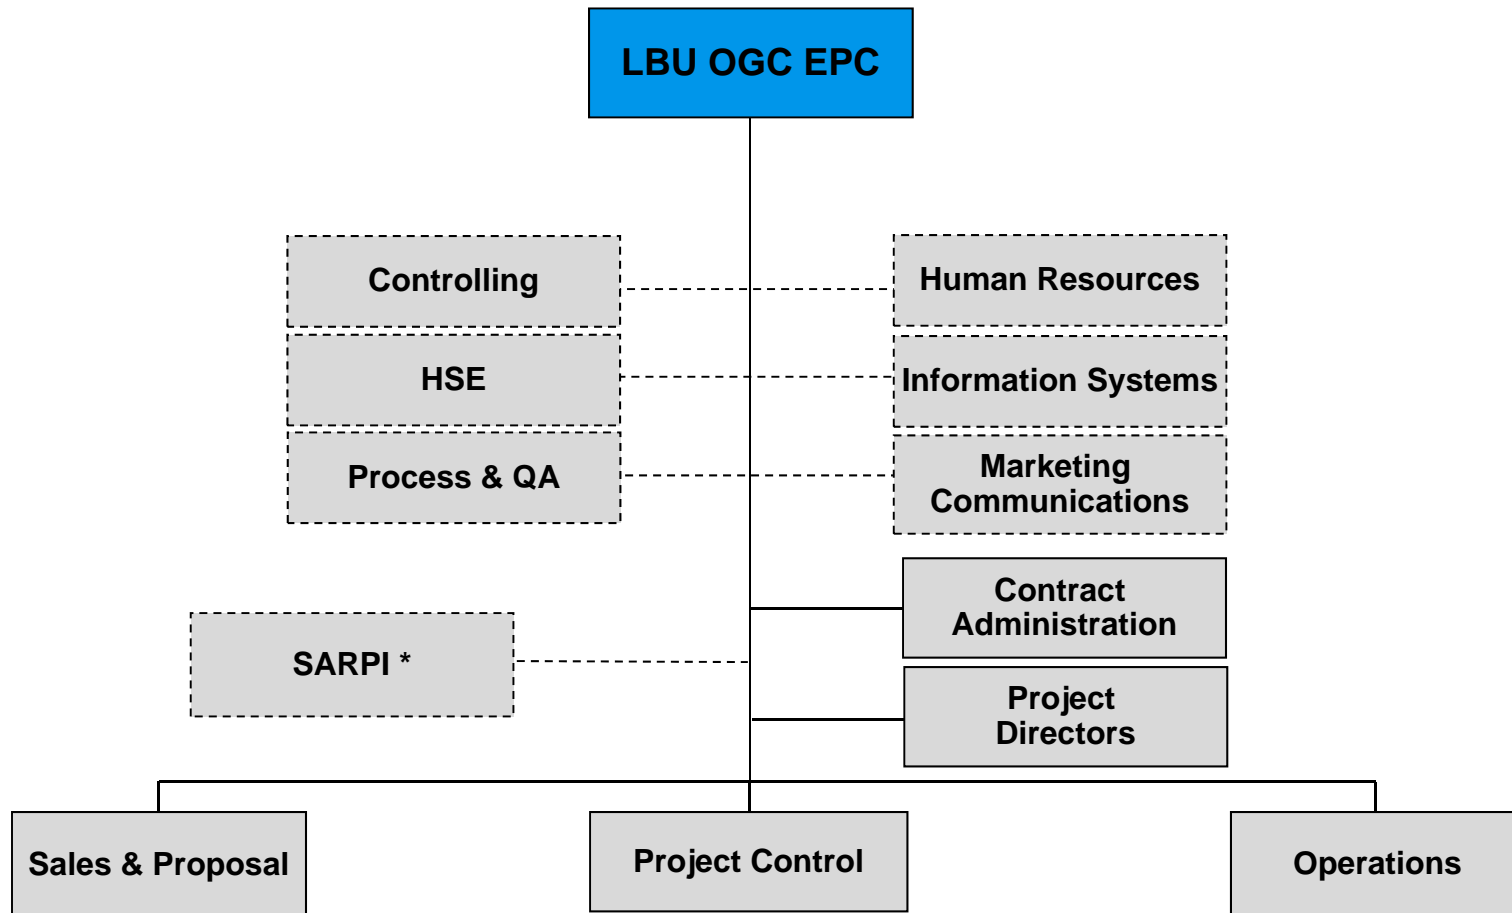 LBU OGC EPC
Controlling
Human Resources
HSE
Information Systems
Process & QA
Marketing
Communications
Contract
Administration
SARPI *
Project
Directors
Sales & Proposal
Project Control
Operations